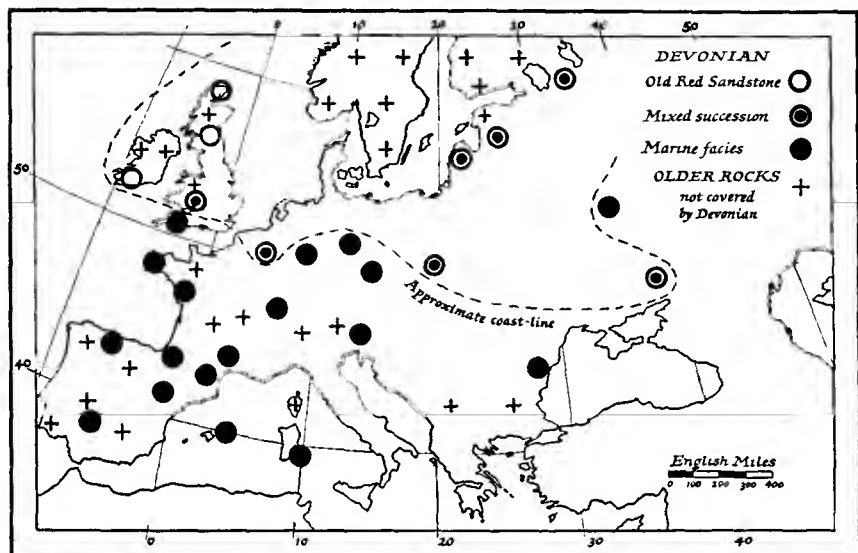 0 10 20 30 40 50
DEVONIAN
Old Red Sandstone
Mixed succession
Marine facies
OLDER ROCKS
not covered
by Devonian
50
40
Approximate coast-line
English Miles
0 100 200 300 400
0 10 20 30 40